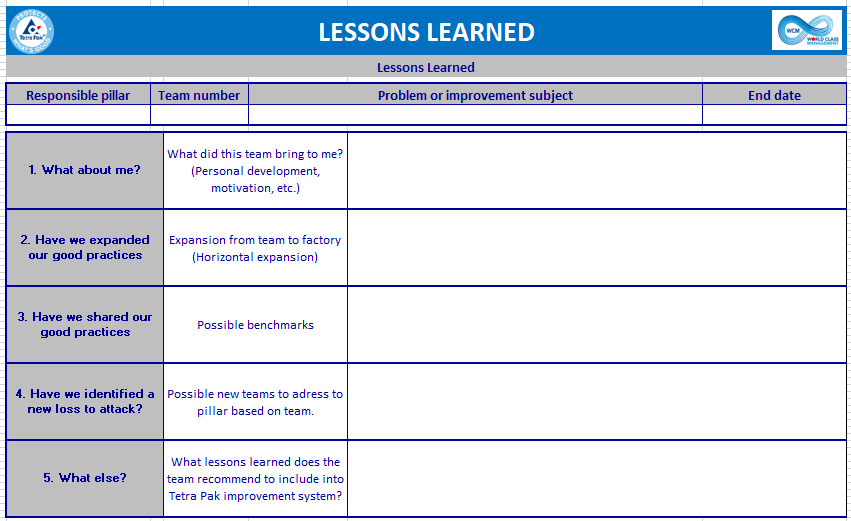 PROTECTS
Tetra Pak
WHAT'S GOOD
LESSONS LEARNED
WCM
WORLD CLASS
MANAGEMENT
Lessons Learned
Responsible pillar
Team number
Problem or improvement subject
End date
1. What about me?
What did this team bring to me?
(Personal development,
motivation, etc.)
2. Have we expanded
our good practices
Expansion from team to factory
(Horizontal expansion)
3. Have we shared our
good practices
Possible benchmarks
4. Have we identified a
new loss to attack?
Possible new teams to adress to
pillar based on team.
5. What else?
What lessons learned does the
team recommend to include into
Tetra Pak improvement system?